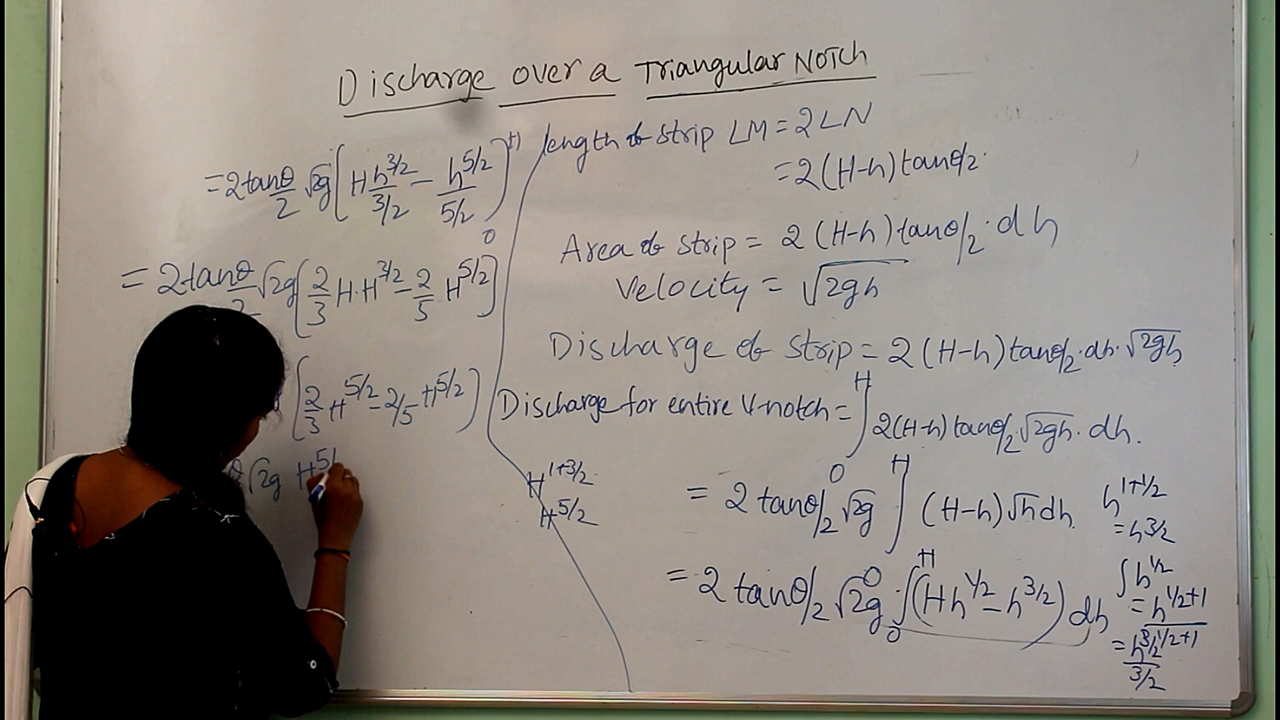 Discharge over a Triangular Notch
length of strip LM = 2LN
= 2(H-h) tanθ/2.
Area of strip = 2(H-h) tanθ/2 . dh
Velocity = √2gh
Discharge of strip = 2(H-h) tanθ/2 . dh . √2gh
Discharge for entire V-notch = ∫₀ᴴ 2(H-h) tanθ/2 . √2gh . dh.
= 2 tanθ/2 √2g ∫₀ᴴ (H-h) √h dh
= 2 tanθ/2 √2g ∫₀ᴴ (Hh^1/2 - h^3/2) dh
h^1+1/2
= h^3/2
∫h^1/2
= h^1/2+1 / 1/2+1
= h^3/2 / 3/2
= 2tanθ/2 √2g [H h^3/2 / 3/2 - h^5/2 / 5/2]₀ᴴ
= 2tanθ/2 √2g [2/3 H.H^3/2 - 2/5 H^5/2]
[2/3 H^5/2 - 2/5 H^5/2]
θ √2g H^5/
H^1+3/2
H^5/2